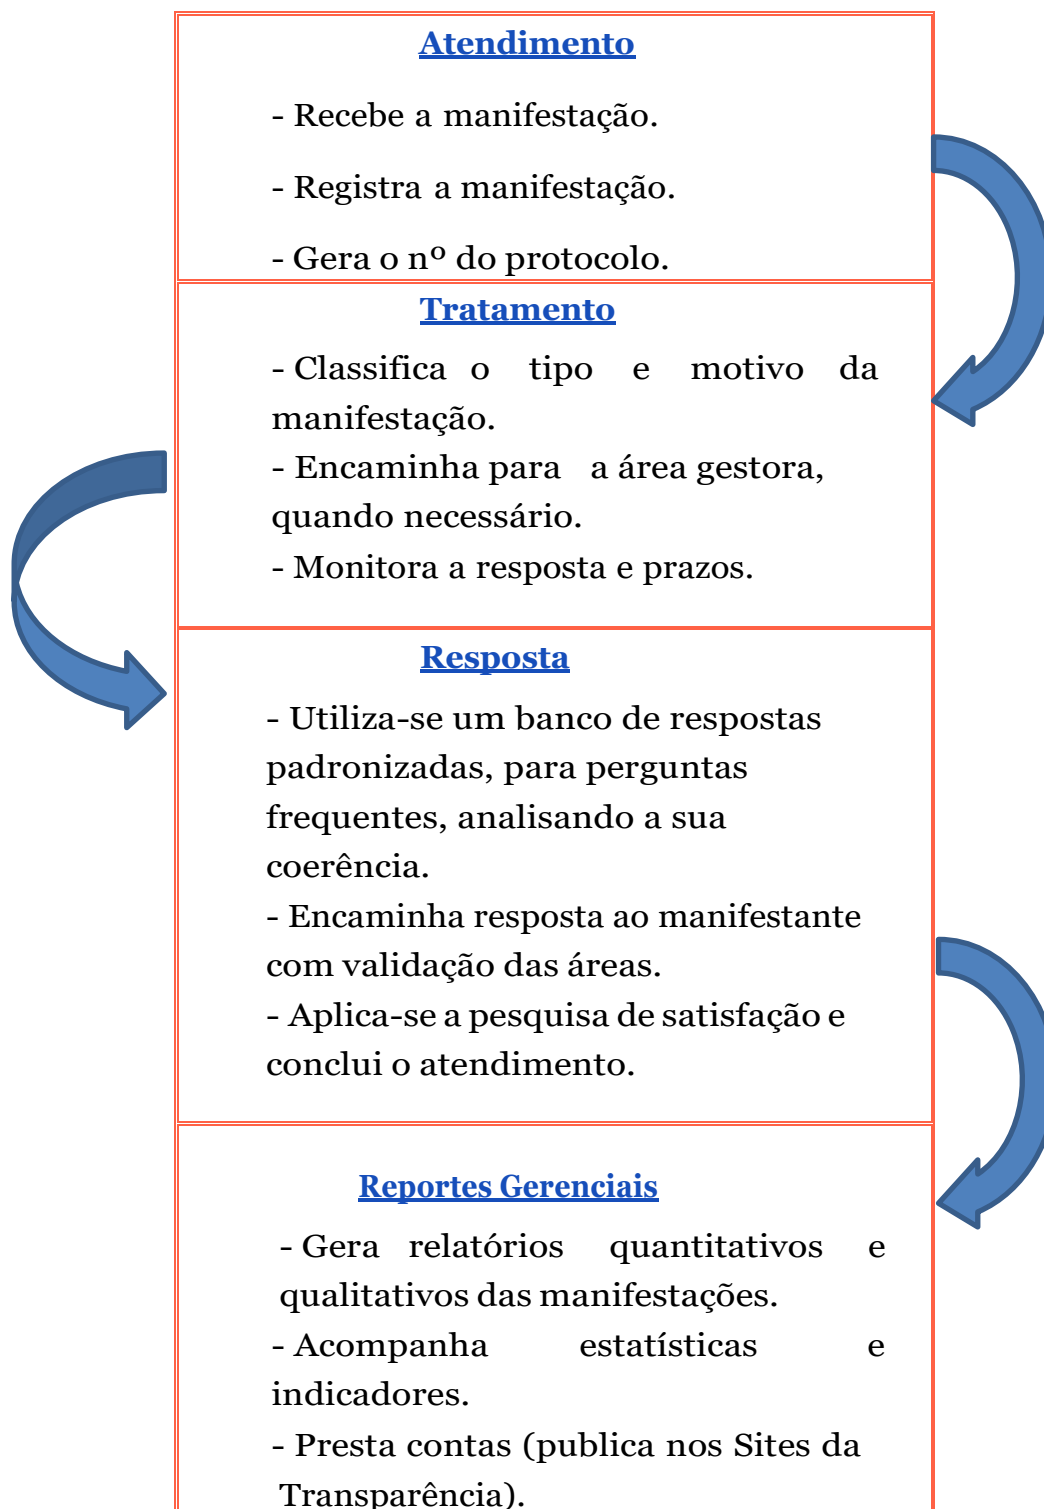 Atendimento
- Recebe a manifestação.
- Registra a manifestação.
- Gera o nº do protocolo.
Tratamento
- Classifica o tipo e motivo da
manifestação.
- Encaminha para a área gestora,
quando necessário.
- Monitora a resposta e prazos.
Resposta
- Utiliza-se um banco de respostas
padronizadas, para perguntas
frequentes, analisando a sua
coerência.
- Encaminha resposta ao manifestante
com validação das áreas.
- Aplica-se a pesquisa de satisfação e
conclui o atendimento.
Reportes Gerenciais
- Gera relatórios quantitativos e
qualitativos das manifestações.
- Acompanha estatísticas e
indicadores.
- Presta contas (publica nos Sites da
Transparência).